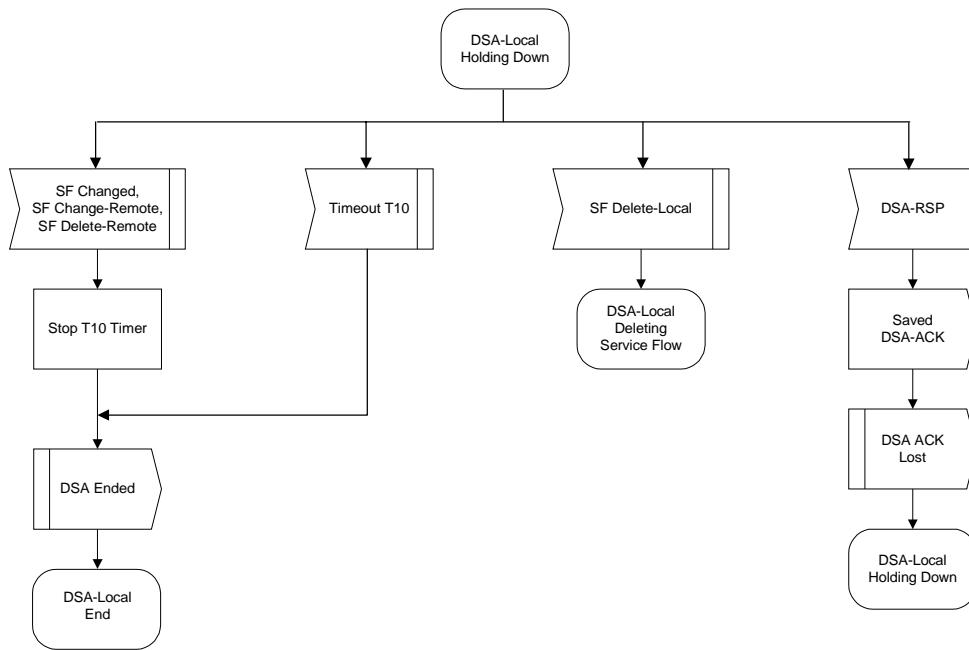 DSA-Local
Holding Down
SF Changed,
SF Change-Remote,
SF Delete-Remote
Timeout T10
SF Delete-Local
DSA-RSP
Stop T10 Timer
DSA-Local
Deleting
Service Flow
Saved
DSA-ACK
DSA Ended
DSA ACK
Lost
DSA-Local
End
DSA-Local
Holding Down